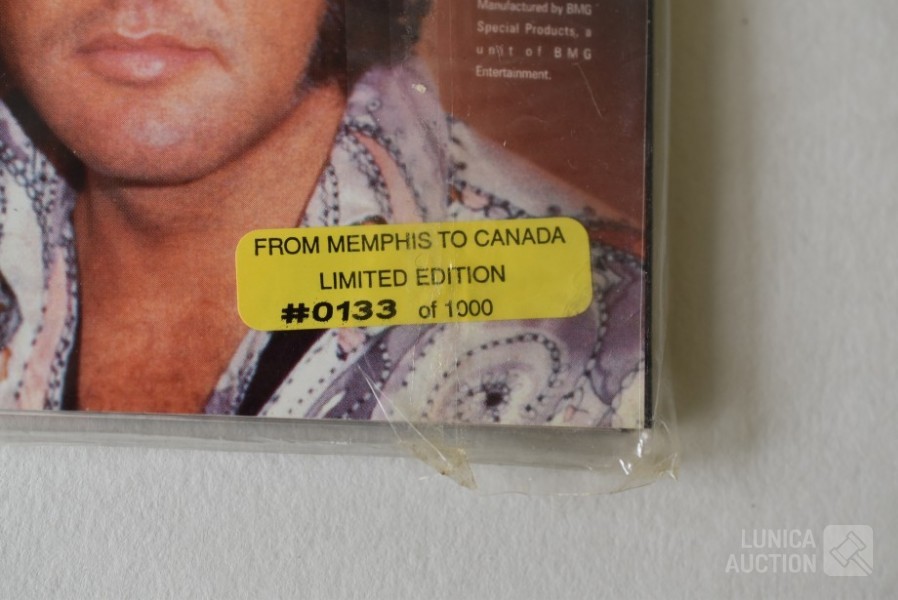 Manufactured by BMG
Special Products, a
unit of BMG
Entertainment.
FROM MEMPHIS TO CANADA
LIMITED EDITION
#0133 of 1000
LUNICA
AUCTION